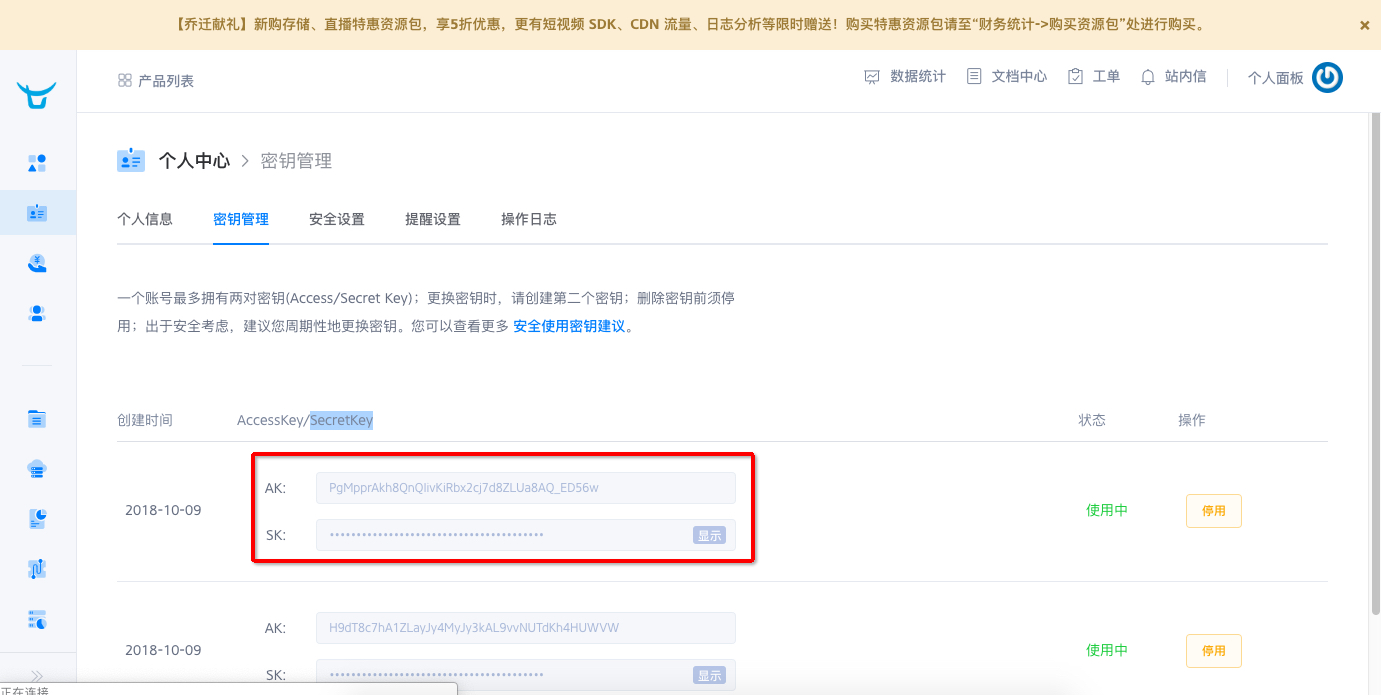 【乔迁献礼】新购存储、直播特惠资源包，享5折优惠，更有短视频 SDK、CDN 流量、日志分析等限时赠送！购买特惠资源包请至“财务统计->购买资源包”处进行购买。 ×
产品列表 数据统计 文档中心 工单 站内信 个人面板
个人中心 > 密钥管理
个人信息 密钥管理 安全设置 提醒设置 操作日志
一个账号最多拥有两对密钥(Access/Secret Key)；更换密钥时，请创建第二个密钥；删除密钥前须停
用；出于安全考虑，建议您周期性地更换密钥。您可以查看更多 安全使用密钥建议。
创建时间 AccessKey/SecretKey 状态 操作
AK: PgMpprAkh8QnQIivKiRbx2cj7d8ZLUa8AQ_ED56w
2018-10-09 使用中 停用
SK: •••••••••••••••••••••••••••••••••••••••• 显示
AK: H9dT8c7hA1ZLayJy4MyJy3kAL9vvNUTdKh4HUWVW
2018-10-09 使用中 停用
SK: •••••••••••••••••••••••••••••••••••••••• 显示
正在连接